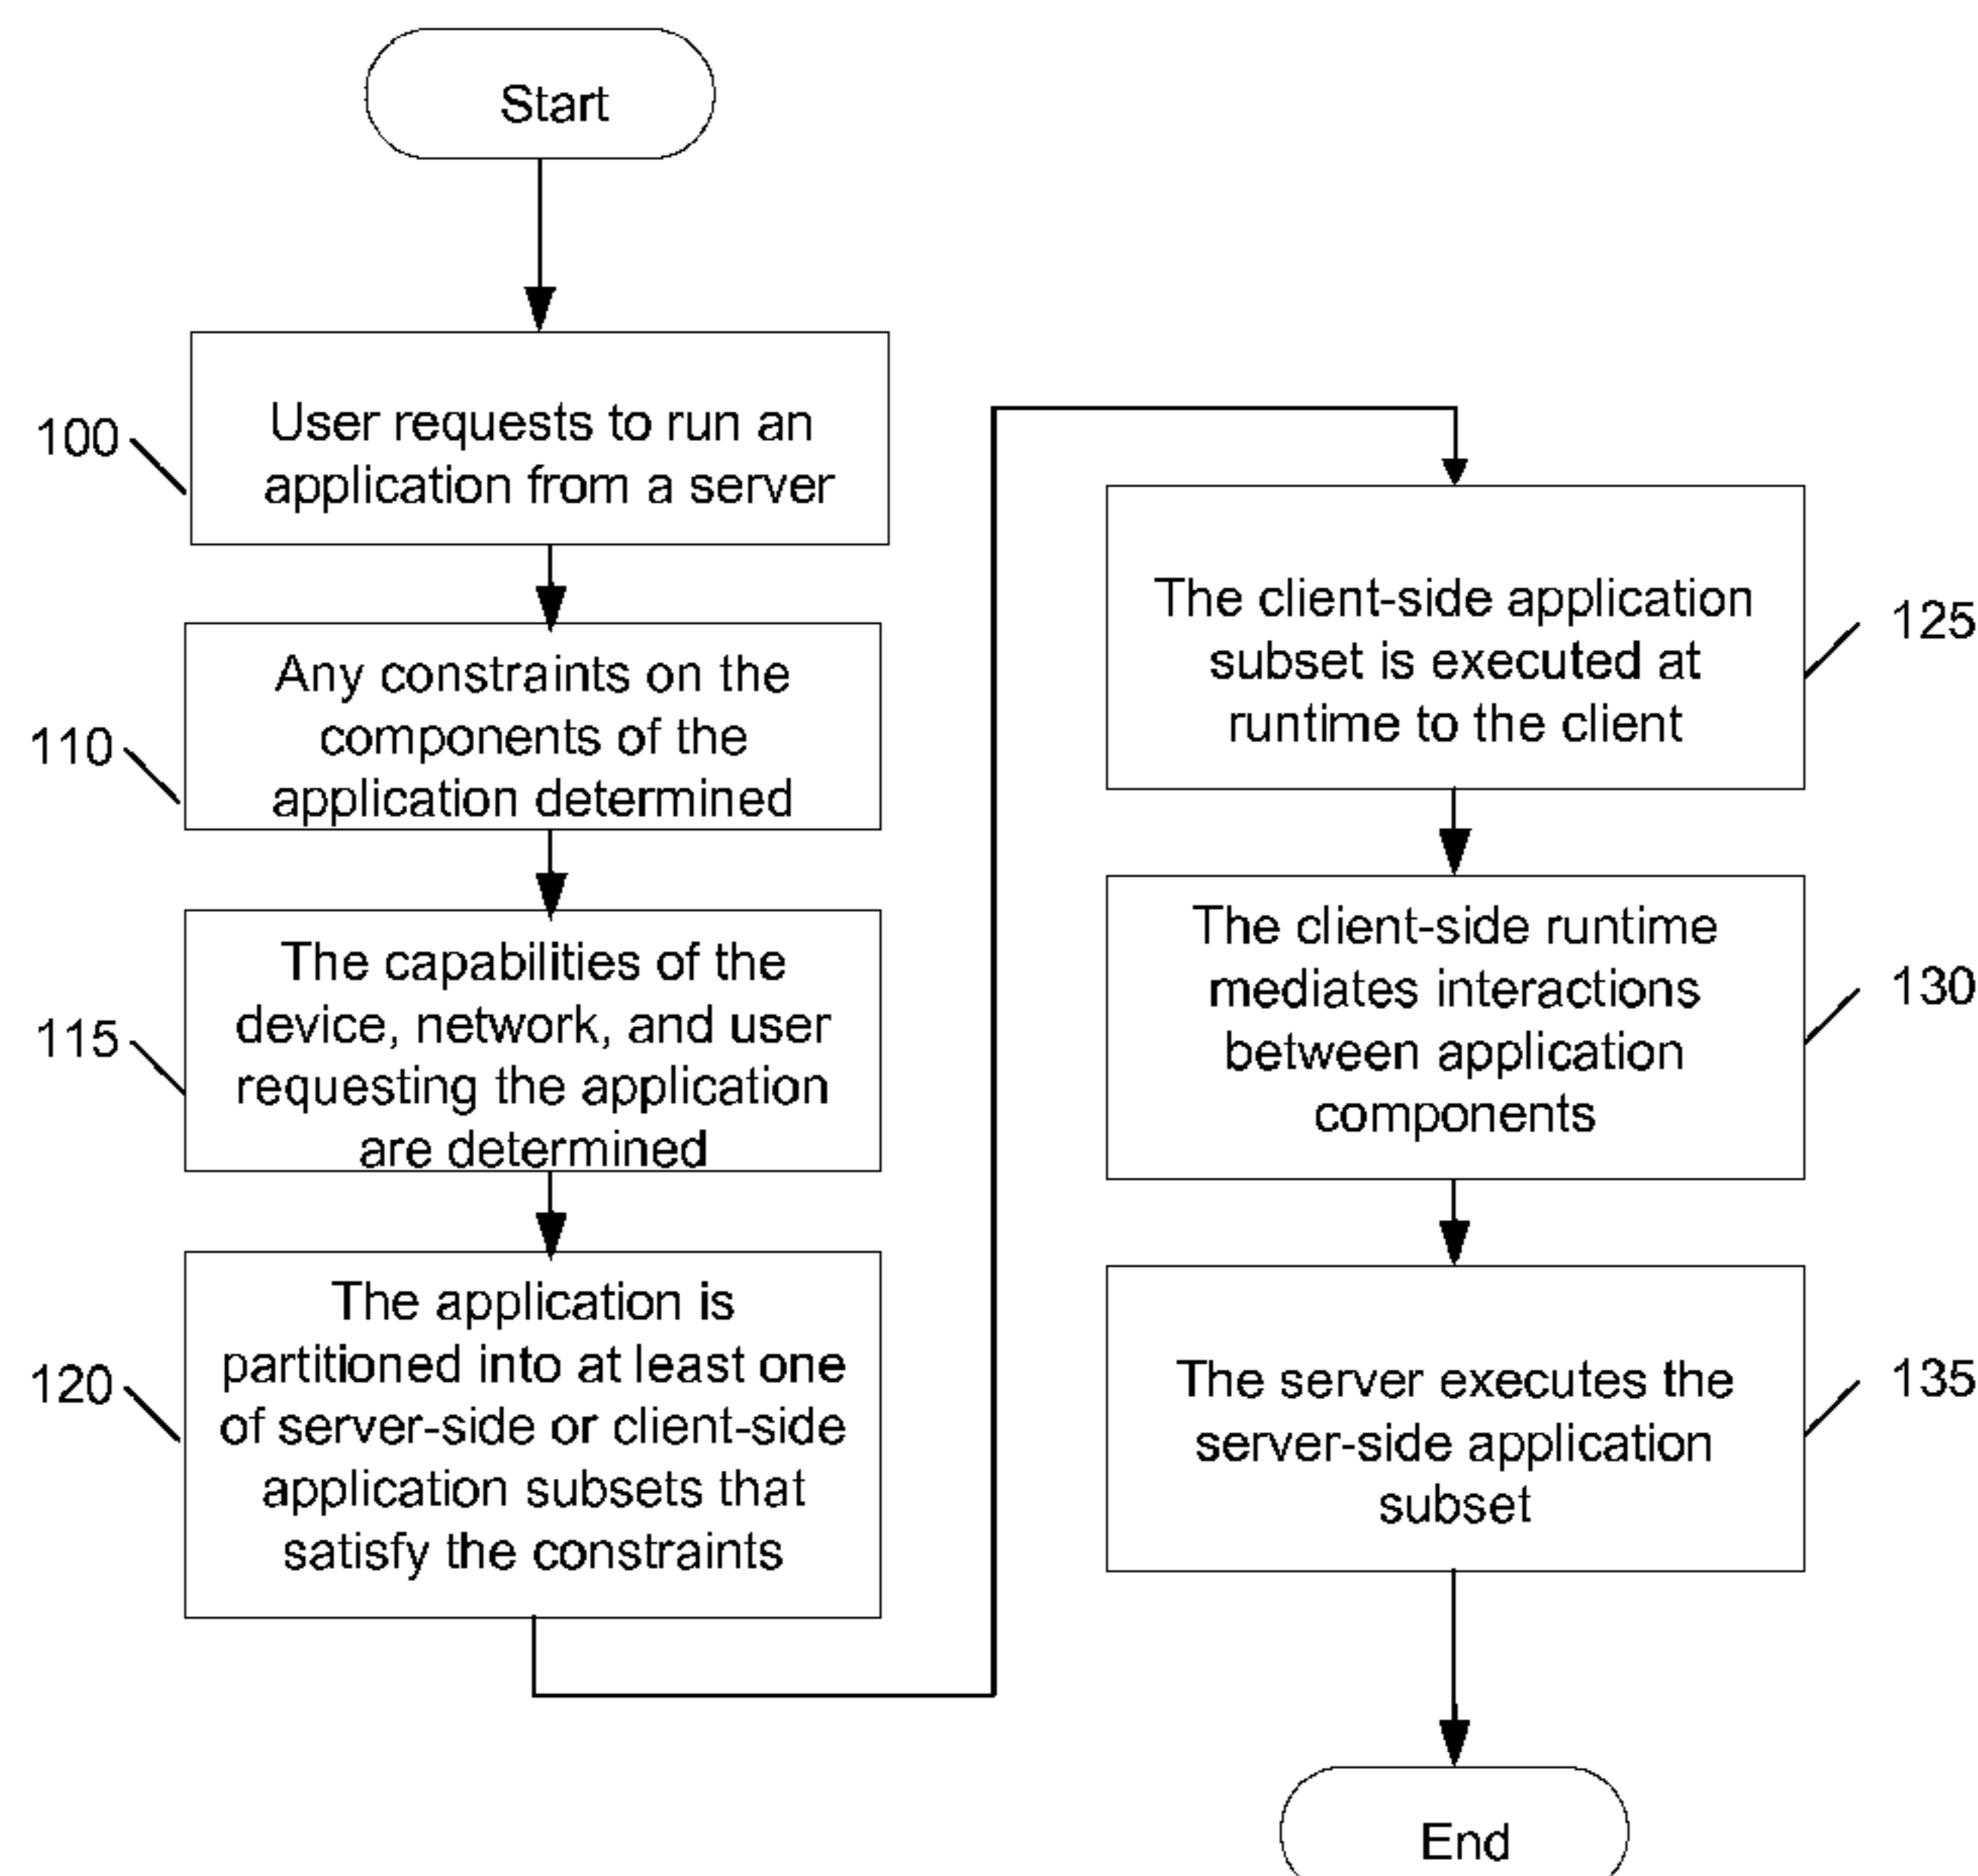 Start
100
User requests to run an
application from a server
110
Any constraints on the
components of the
application determined
115
The capabilities of the
device, network, and user
requesting the application
are determined
120
The application is
partitioned into at least one
of server-side or client-side
application subsets that
satisfy the constraints
The client-side application
subset is executed at
runtime to the client
125
The client-side runtime
mediates interactions
between application
components
130
The server executes the
server-side application
subset
135
End